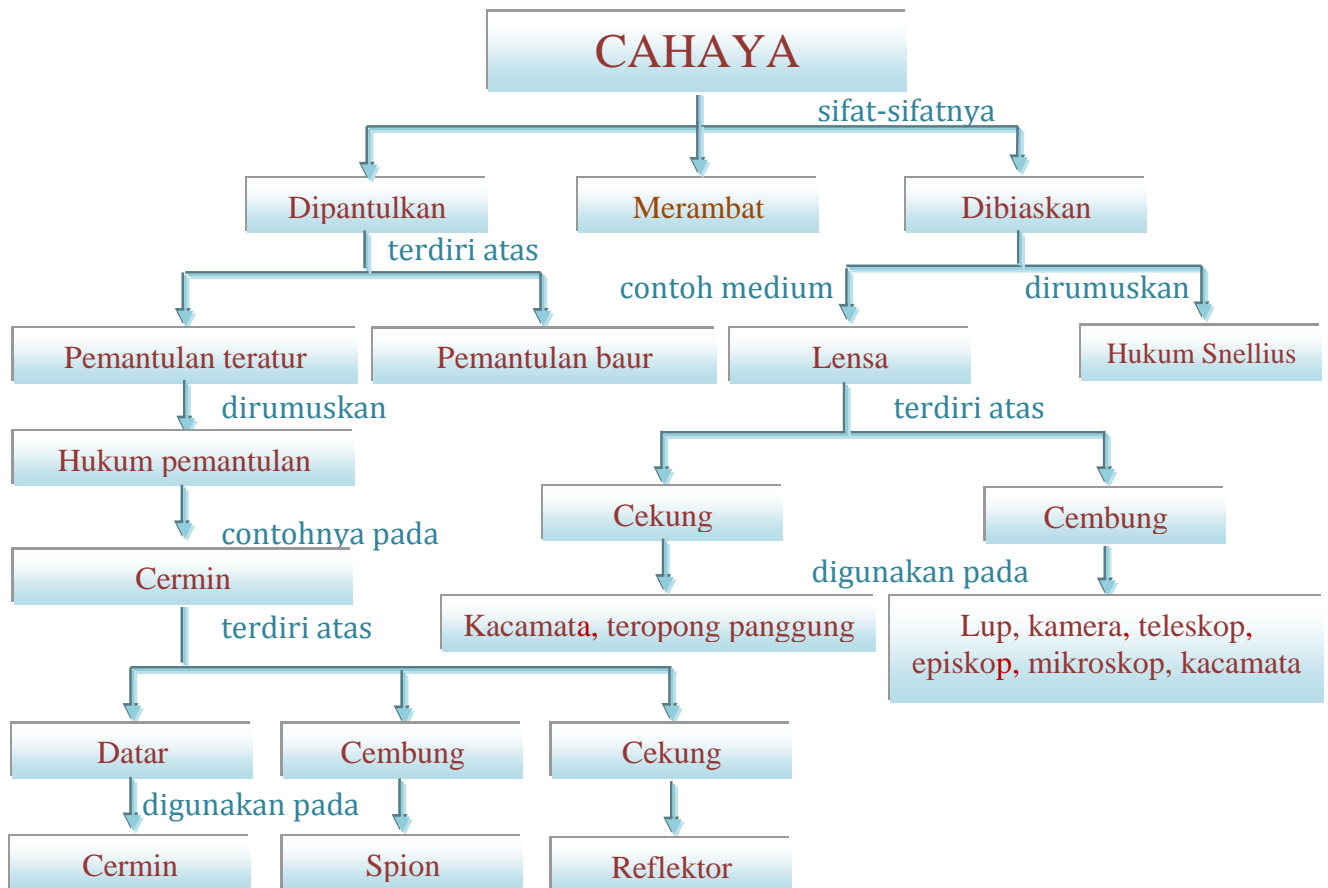 CAHAYA
sifat-sifatnya
Dipantulkan
Merambat
Dibiaskan
terdiri atas
contoh medium
dirumuskan
Pemantulan teratur
Pemantulan baur
Lensa
Hukum Snellius
dirumuskan
terdiri atas
Hukum pemantulan
Cekung
Cembung
contohnya pada
Cermin
digunakan pada
Kacamata, teropong panggung
Lup, kamera, teleskop,
episkop, mikroskop, kacamata
terdiri atas
Datar
Cembung
Cekung
digunakan pada
Cermin
Spion
Reflektor